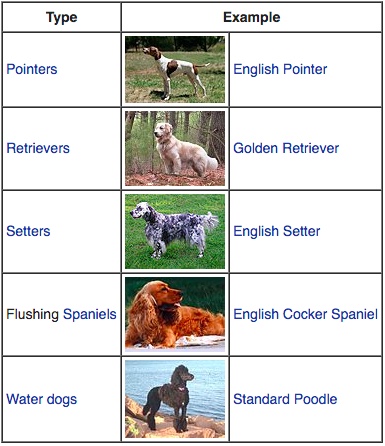 Type Example
Pointers English Pointer
Retrievers Golden Retriever
Setters English Setter
Flushing Spaniels English Cocker Spaniel
Water dogs Standard Poodle